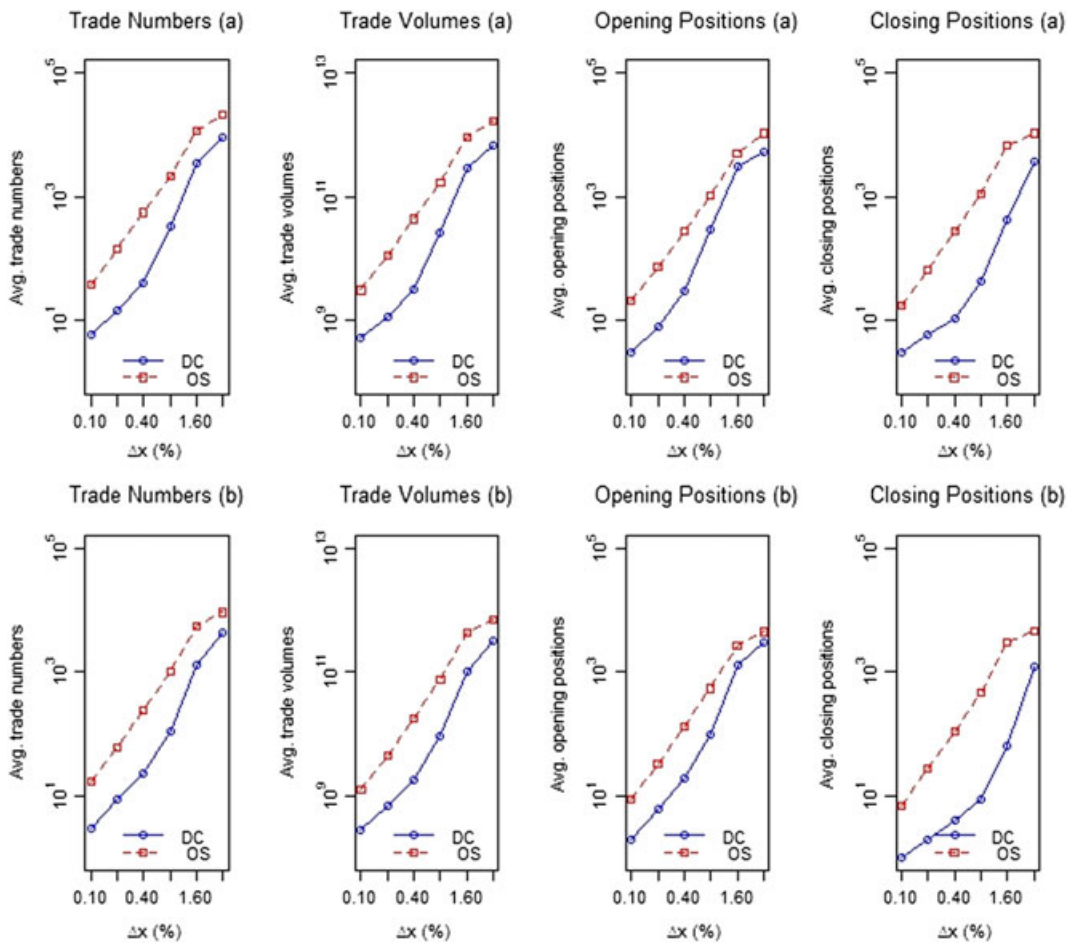 Trade Numbers (a)
Avg. trade numbers
10^5
10^3
10^1
DC
OS
0.10 0.40 1.60
Δx (%)
Trade Volumes (a)
Avg. trade volumes
10^13
10^11
10^9
DC
OS
0.10 0.40 1.60
Δx (%)
Opening Positions (a)
Avg. opening positions
10^5
10^3
10^1
DC
OS
0.10 0.40 1.60
Δx (%)
Closing Positions (a)
Avg. closing positions
10^5
10^3
10^1
DC
OS
0.10 0.40 1.60
Δx (%)
Trade Numbers (b)
Avg. trade numbers
10^5
10^3
10^1
DC
OS
0.10 0.40 1.60
Δx (%)
Trade Volumes (b)
Avg. trade volumes
10^13
10^11
10^9
DC
OS
0.10 0.40 1.60
Δx (%)
Opening Positions (b)
Avg. opening positions
10^5
10^3
10^1
DC
OS
0.10 0.40 1.60
Δx (%)
Closing Positions (b)
Avg. closing positions
10^5
10^3
10^1
DC
OS
0.10 0.40 1.60
Δx (%)